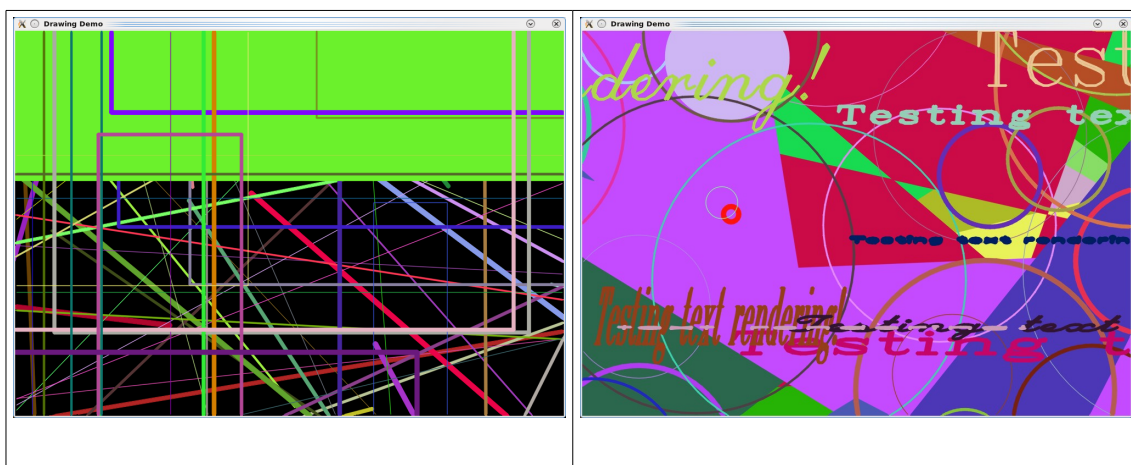 Drawing Demo
Drawing Demo
Test
dering!
Testing tex
Testing text renderin
Testing text rendering!
Testing text
Testing t